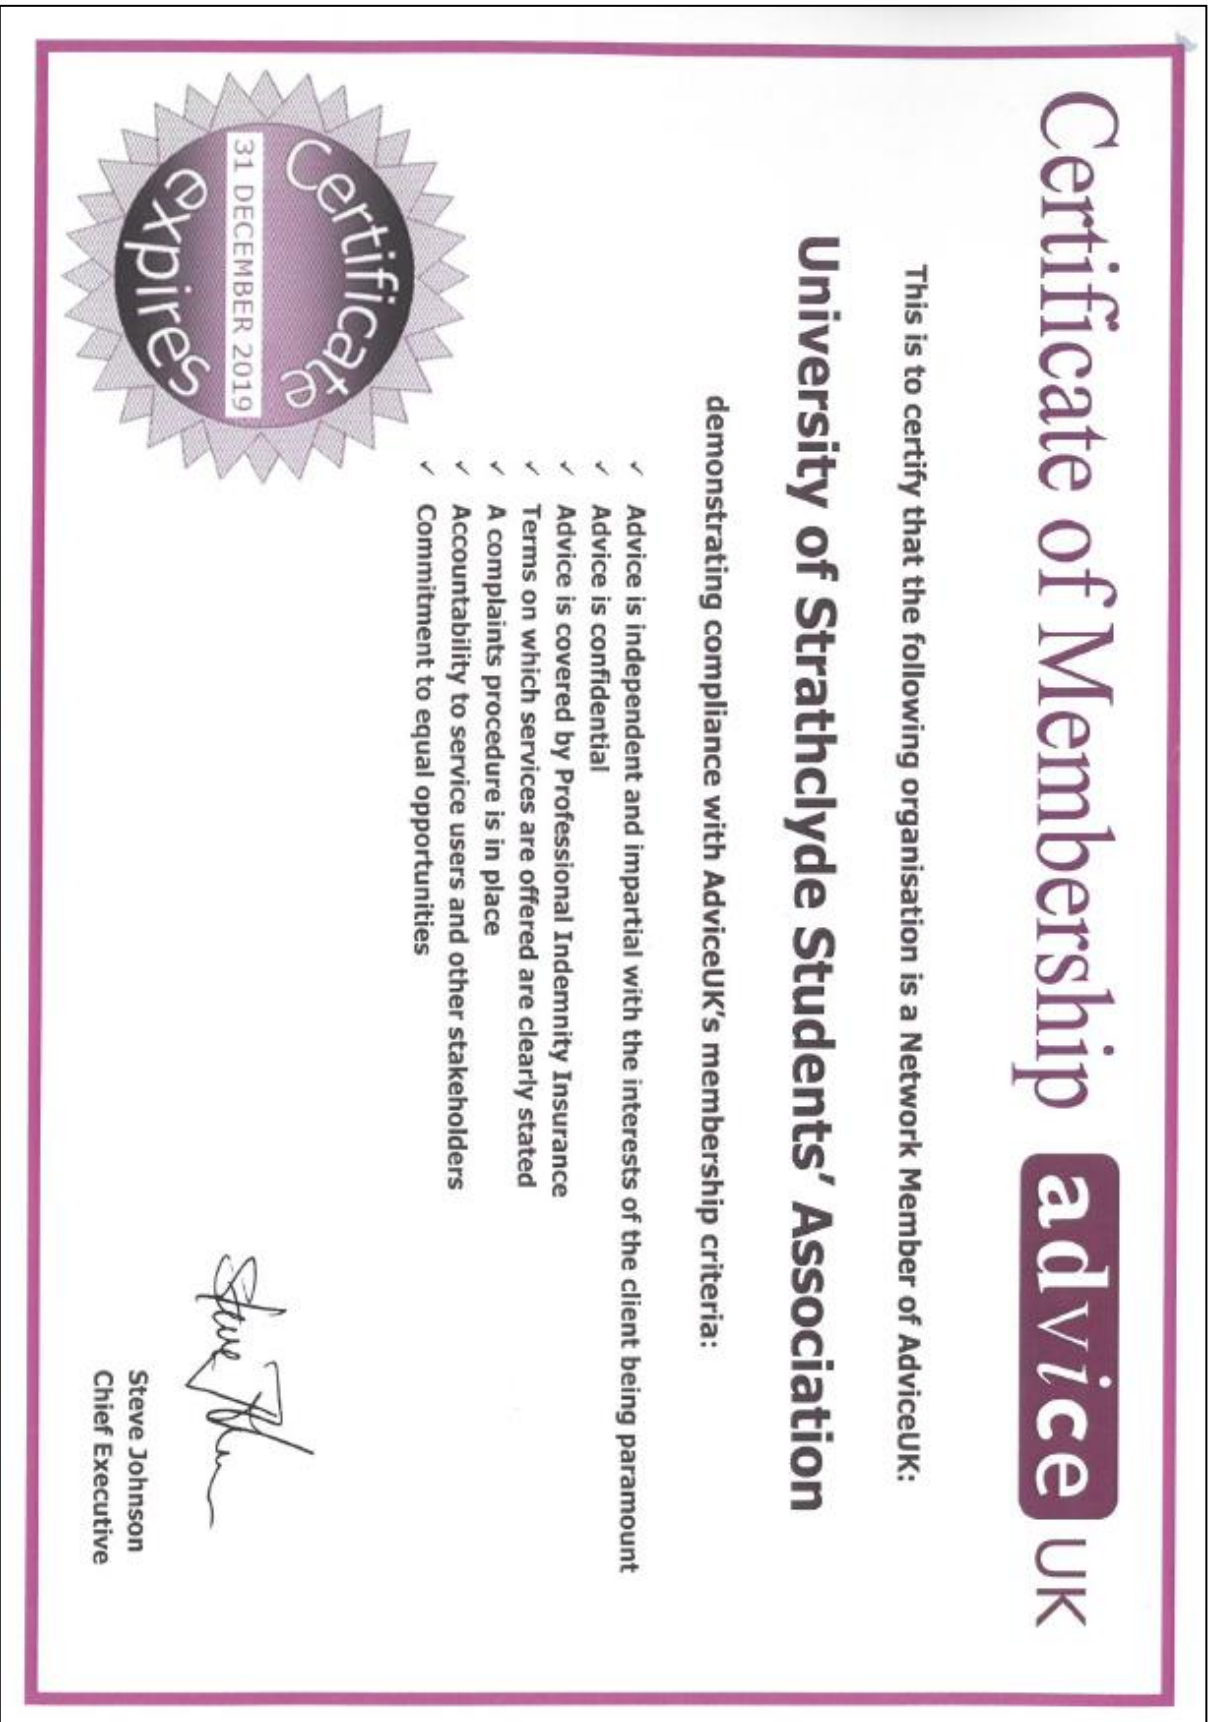 Certificate of Membership advice UK
This is to certify that the following organisation is a Network Member of AdviceUK:
University of Strathclyde Students' Association
demonstrating compliance with AdviceUK's membership criteria:
✓ Advice is independent and impartial with the interests of the client being paramount
✓ Advice is confidential
✓ Advice is covered by Professional Indemnity Insurance
✓ Terms on which services are offered are clearly stated
✓ A complaints procedure is in place
✓ Accountability to service users and other stakeholders
✓ Commitment to equal opportunities
Certificate
31 DECEMBER 2019
expires
Steve Johnson
Chief Executive